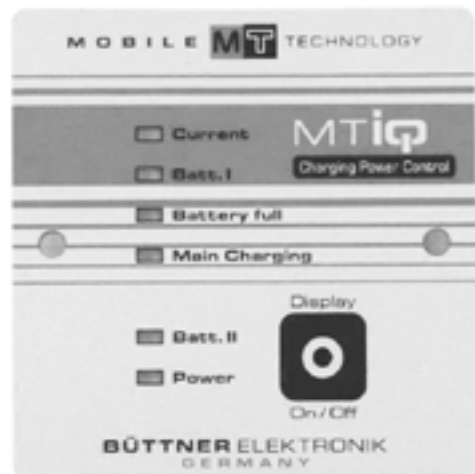 MOBILE MT TECHNOLOGY
Current
MTiQ
Charging Power Control
Batt. I
Battery full
Main Charging
Display
Batt. II
Power
On / Off
BÜTTNER ELEKTRONIK
GERMANY